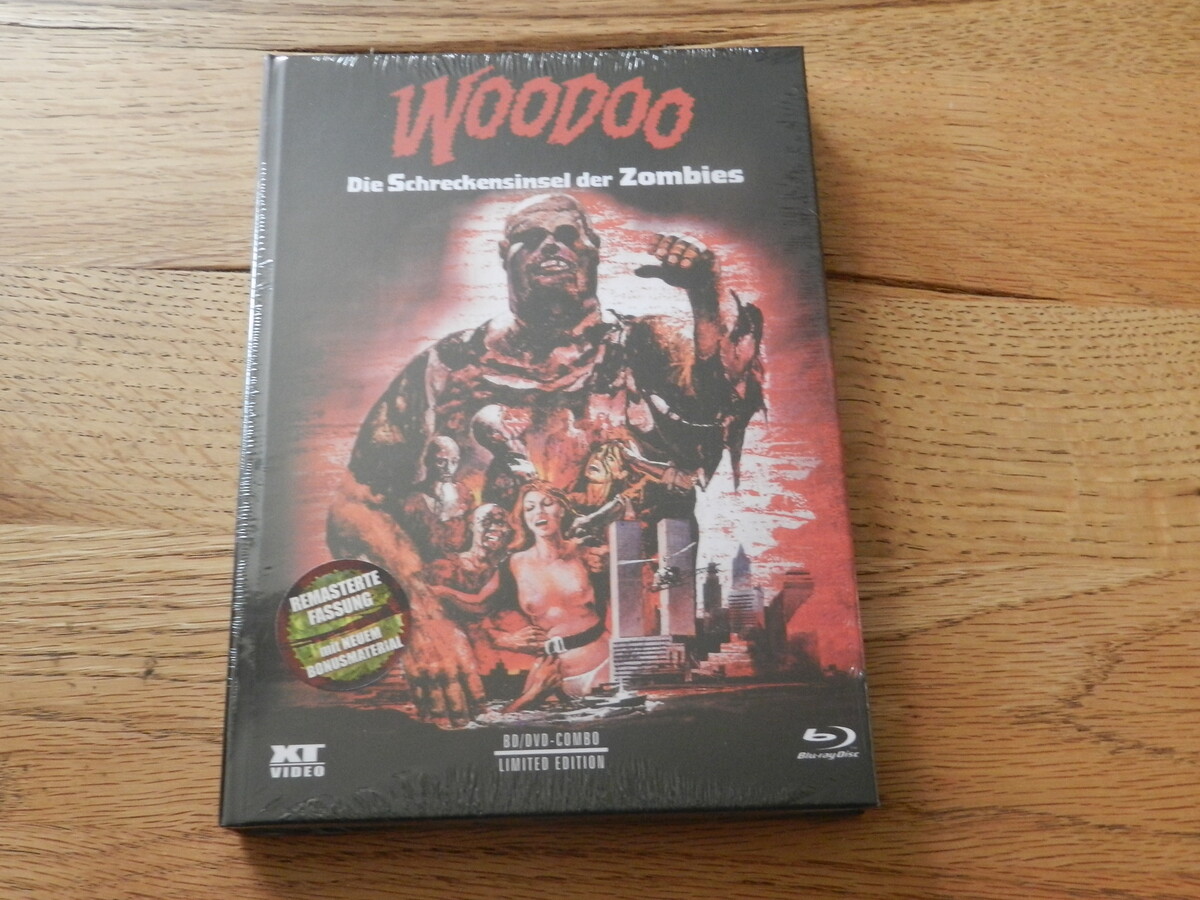 WOODOO
Die Schreckensinsel der Zombies
REMASTERTE
FASSUNG
mit NEUEM
BONUSMATERIAL
XT
VIDEO
BD/DVD-COMBO
LIMITED EDITION
Blu-ray Disc